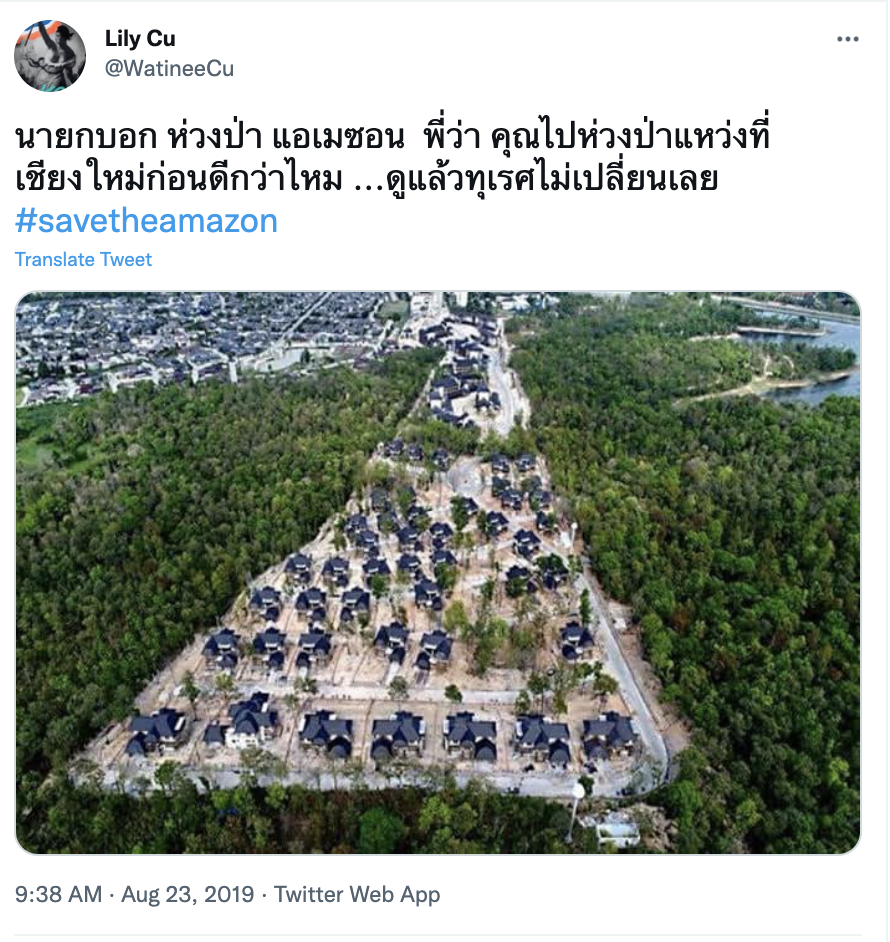 Lily Cu
@WatineeCu
นายกบอก ห่วงป่า แอเมซอน พี่ว่า คุณไปห่วงป่าแหว่งที่
เชียงใหม่ก่อนดีกว่าไหม ...ดูแล้วทุเรศไม่เปลี่ยนเลย
#savetheamazon
Translate Tweet
9:38 AM · Aug 23, 2019 · Twitter Web App